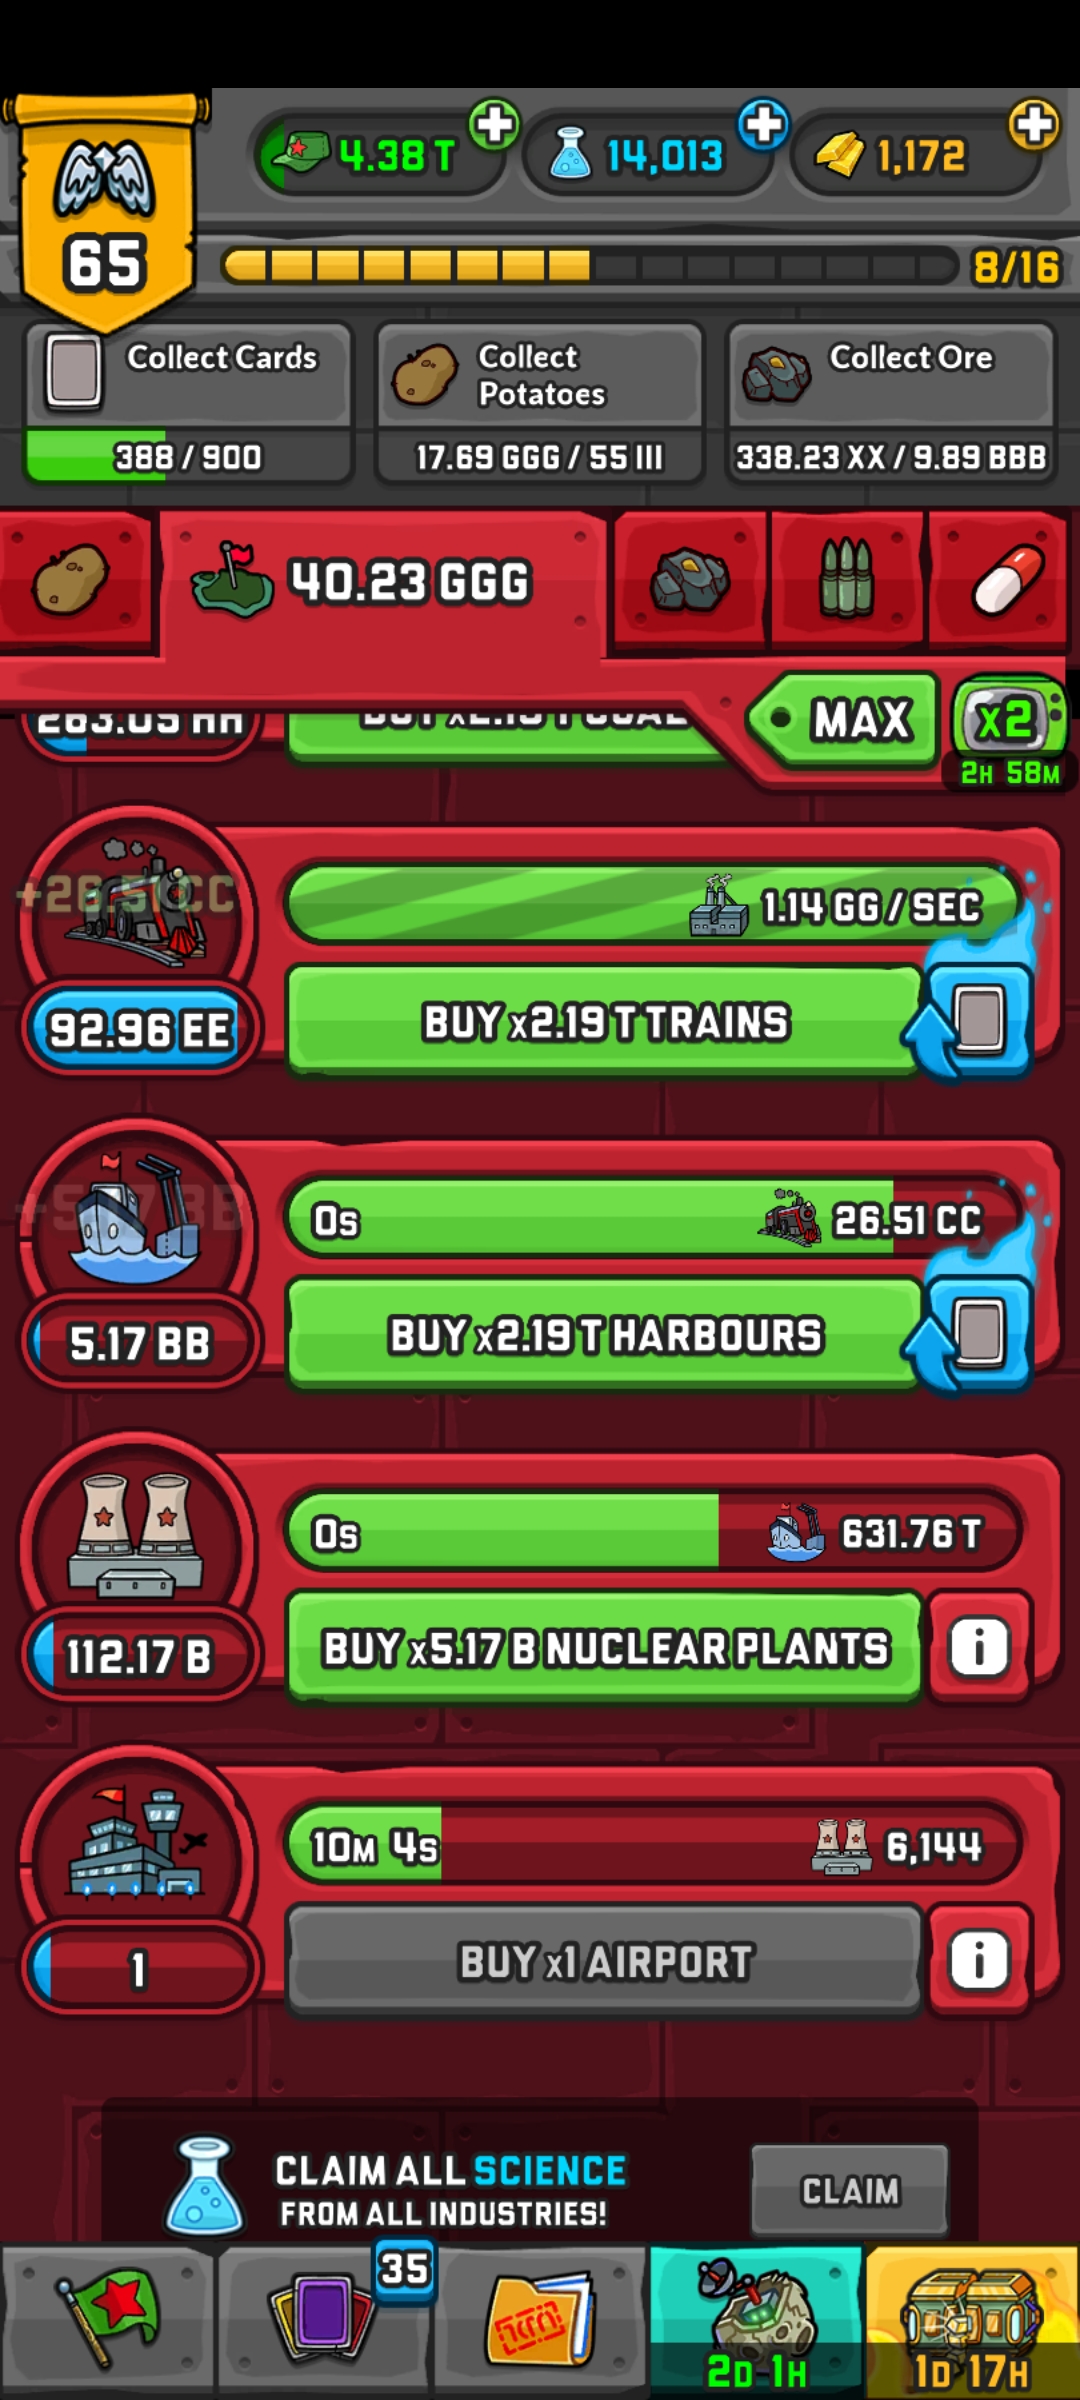 4.38 T
14,013
1,172
65
8/16
Collect Cards
388 / 900
Collect
Potatoes
17.69 GGG / 55 III
Collect Ore
338.23 XX / 9.89 BBB
40.23 GGG
MAX
x2
2H 58M
+26.51 CC
1.14 GG / SEC
92.96 EE
BUY x2.19 T TRAINS
+5.17 BB
0s
26.51 CC
5.17 BB
BUY x2.19 T HARBOURS
0s
631.76 T
112.17 B
BUY x5.17 B NUCLEAR PLANTS
10M 4s
6,144
1
BUY x1 AIRPORT
CLAIM ALL SCIENCE
FROM ALL INDUSTRIES!
CLAIM
35
2D 1H
1D 17H